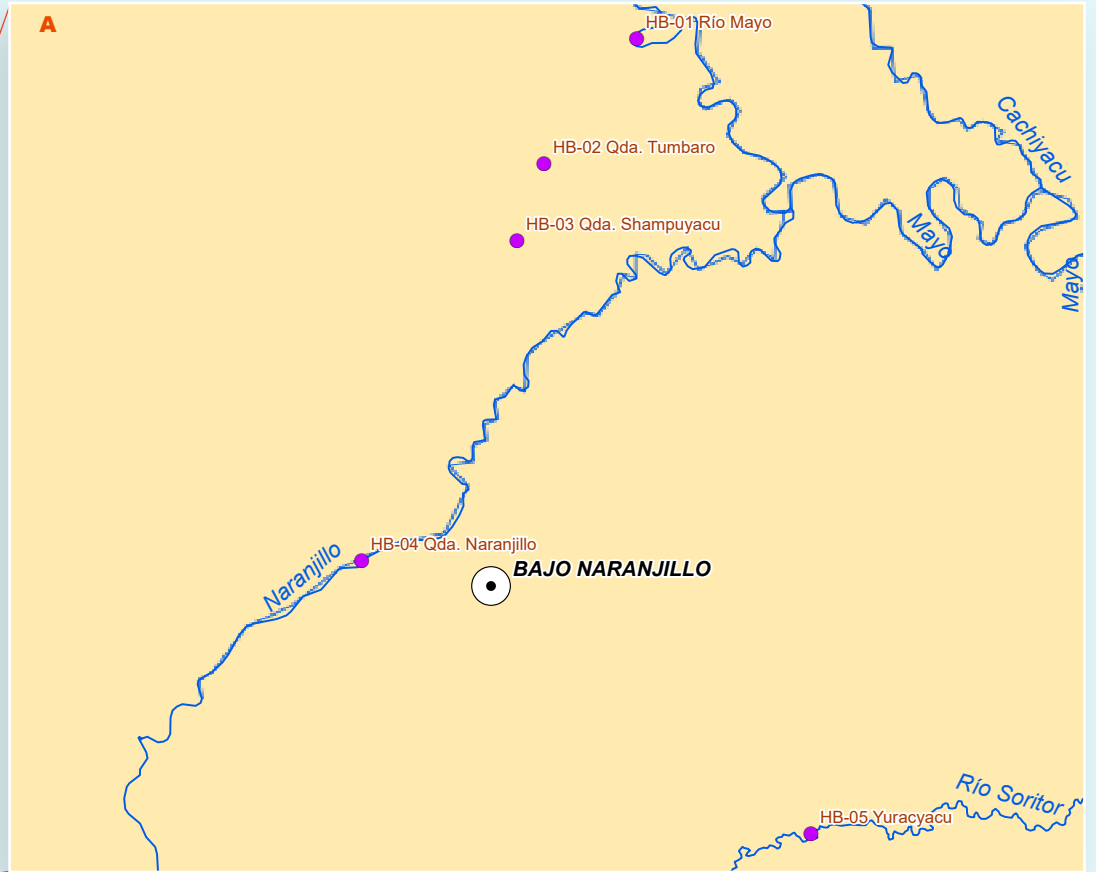 A
HB-01 Río Mayo
Cachiyacu
HB-02 Qda. Tumbaro
HB-03 Qda. Shampuyacu
Mayo
Mayo
HB-04 Qda. Naranjillo
Naranjillo
BAJO NARANJILLO
Río Soritor
HB-05 Yuracyacu